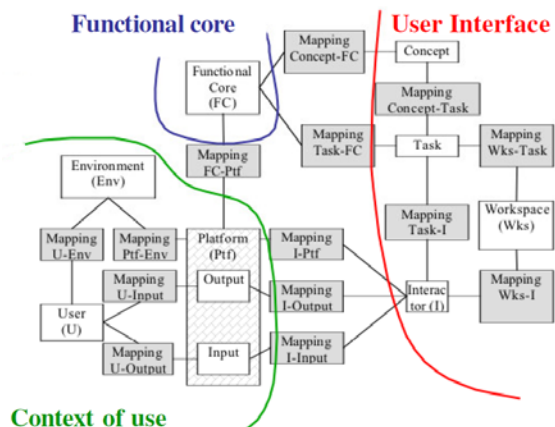 Functional core
User Interface
Mapping
Concept-FC
Concept
Functional
Core
(FC)
Mapping
Concept-Task
Mapping
Task-FC
Task
Mapping
Wks-Task
Mapping
FC-Ptf
Environment
(Env)
Mapping
U-Env
Mapping
Ptf-Env
Platform
(Ptf)
Mapping
I-Ptf
Mapping
Task-I
Workspace
(Wks)
Mapping
U-Input
Output
Mapping
I-Output
Interac
tor (I)
Mapping
Wks-I
User
(U)
Mapping
U-Output
Input
Mapping
I-Input
Context of use